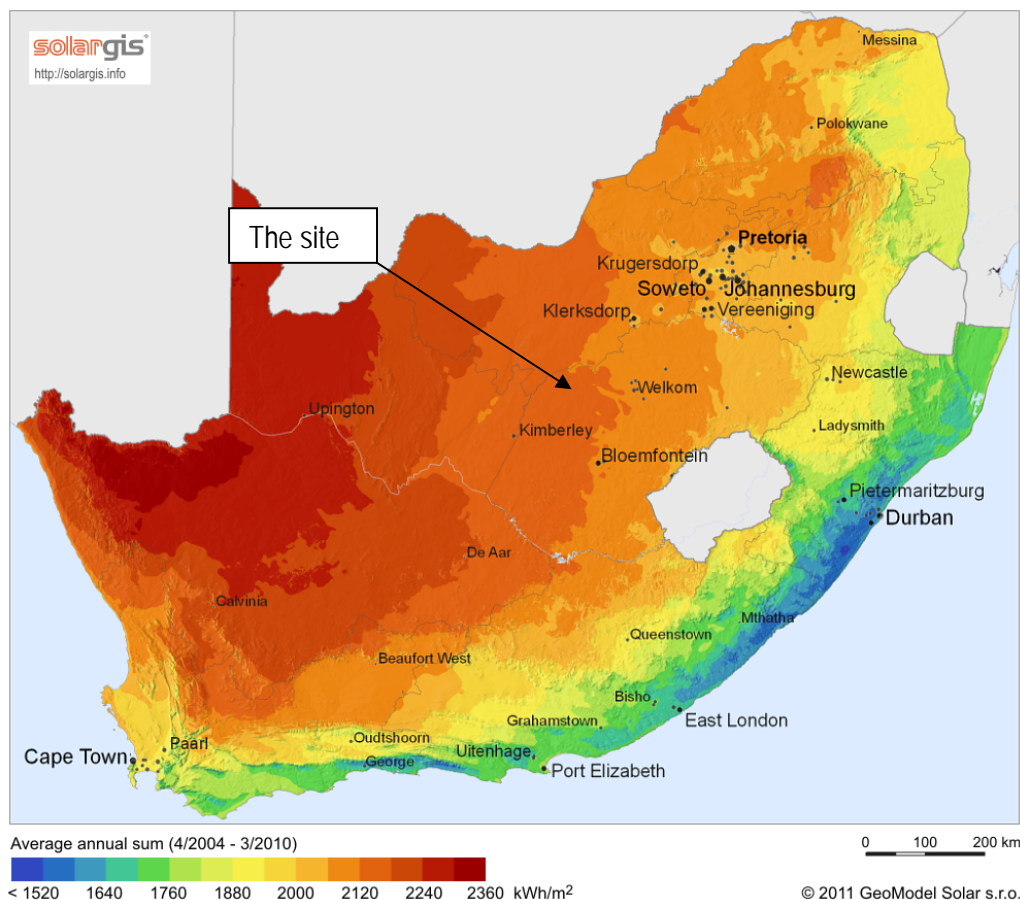 solargis
http://solargis.info
Messina
Polokwane
The site
Pretoria
Krugersdorp
Soweto
Johannesburg
Klerksdorp
Vereeniging
Newcastle
Welkom
Upington
Kimberley
Ladysmith
Bloemfontein
Pietermaritzburg
Durban
De Aar
Calvinia
Mthatha
Queenstown
Beaufort West
Bisho
Grahamstown
East London
Oudtshoorn
Paarl
Uitenhage
Cape Town
George
Port Elizabeth
Average annual sum (4/2004 - 3/2010)
0 100 200 km
< 1520 1640 1760 1880 2000 2120 2240 2360 kWh/m2
© 2011 GeoModel Solar s.r.o.